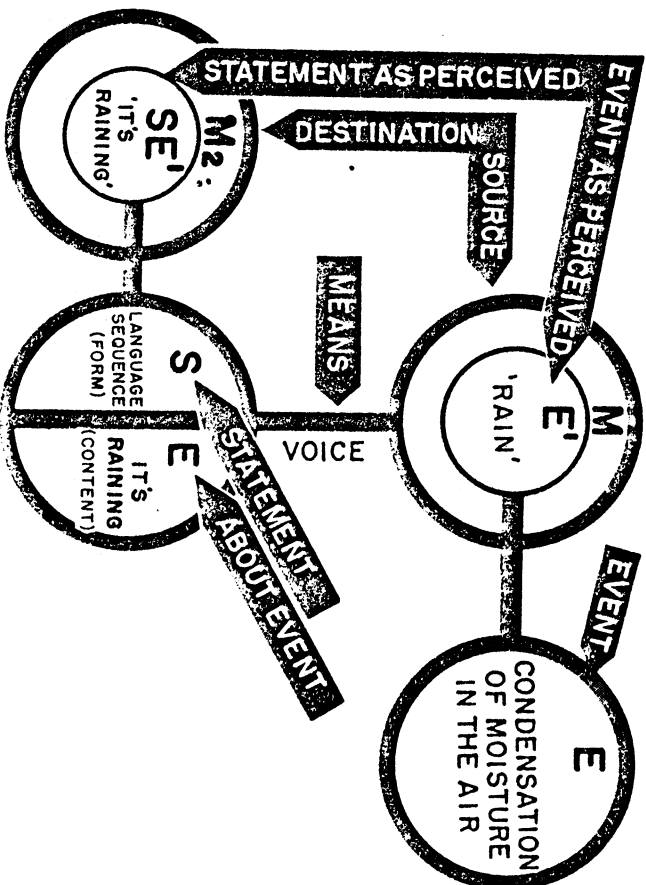 EVENT
E
CONDENSATION
OF MOISTURE
IN THE AIR
EVENT AS PERCEIVED
M
E'
'RAIN'
SOURCE
DESTINATION
MEANS
VOICE
STATEMENT
ABOUT EVENT
S
LANGUAGE
SEQUENCE
(FORM)
E
IT'S
RAINING
(CONTENT)
STATEMENT AS PERCEIVED
M2:
SE'
'IT'S
RAINING'